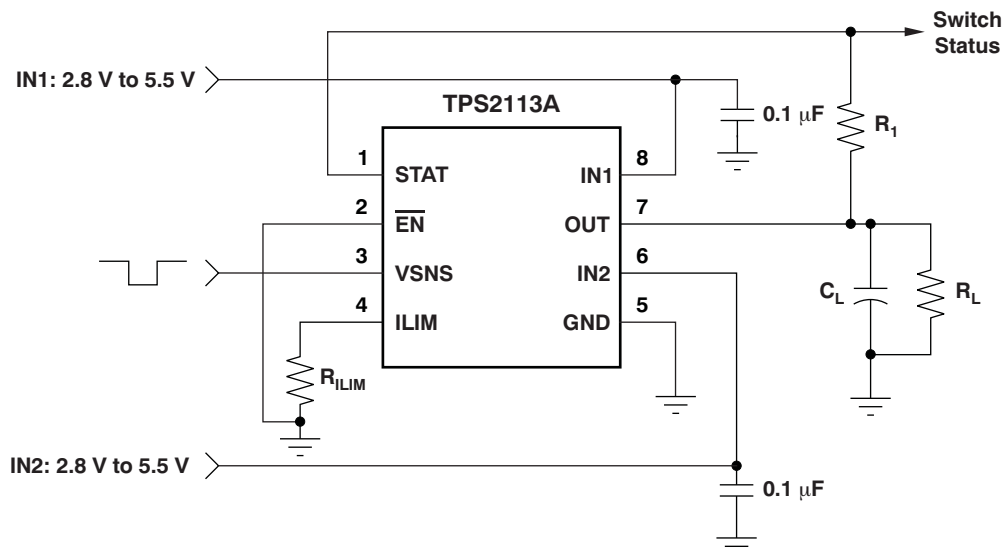 Switch
Status
IN1: 2.8 V to 5.5 V
TPS2113A
0.1 μF
R1
1
STAT
IN1
8
2
EN
OUT
7
3
VSNS
IN2
6
4
ILIM
GND
5
CL
RL
RILIM
IN2: 2.8 V to 5.5 V
0.1 μF